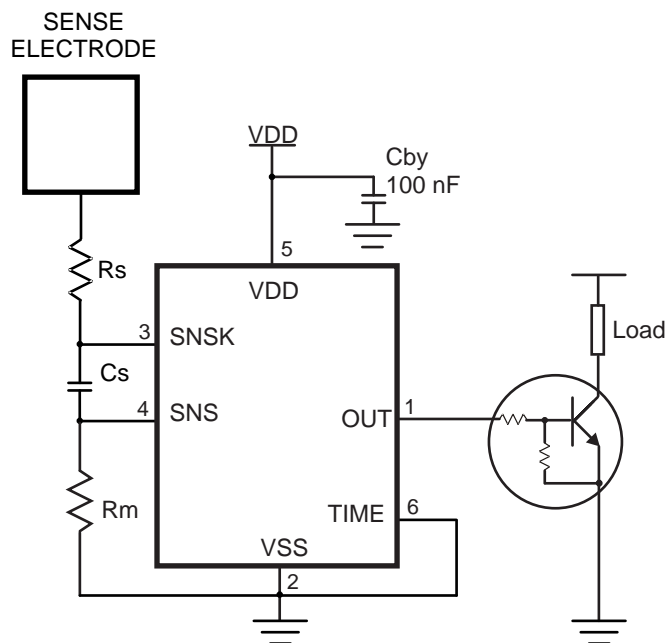 SENSE
ELECTRODE
VDD
Cby
100 nF
5
Rs
VDD
Load
3
SNSK
Cs
4
SNS
1
OUT
Rm
TIME
6
VSS
2